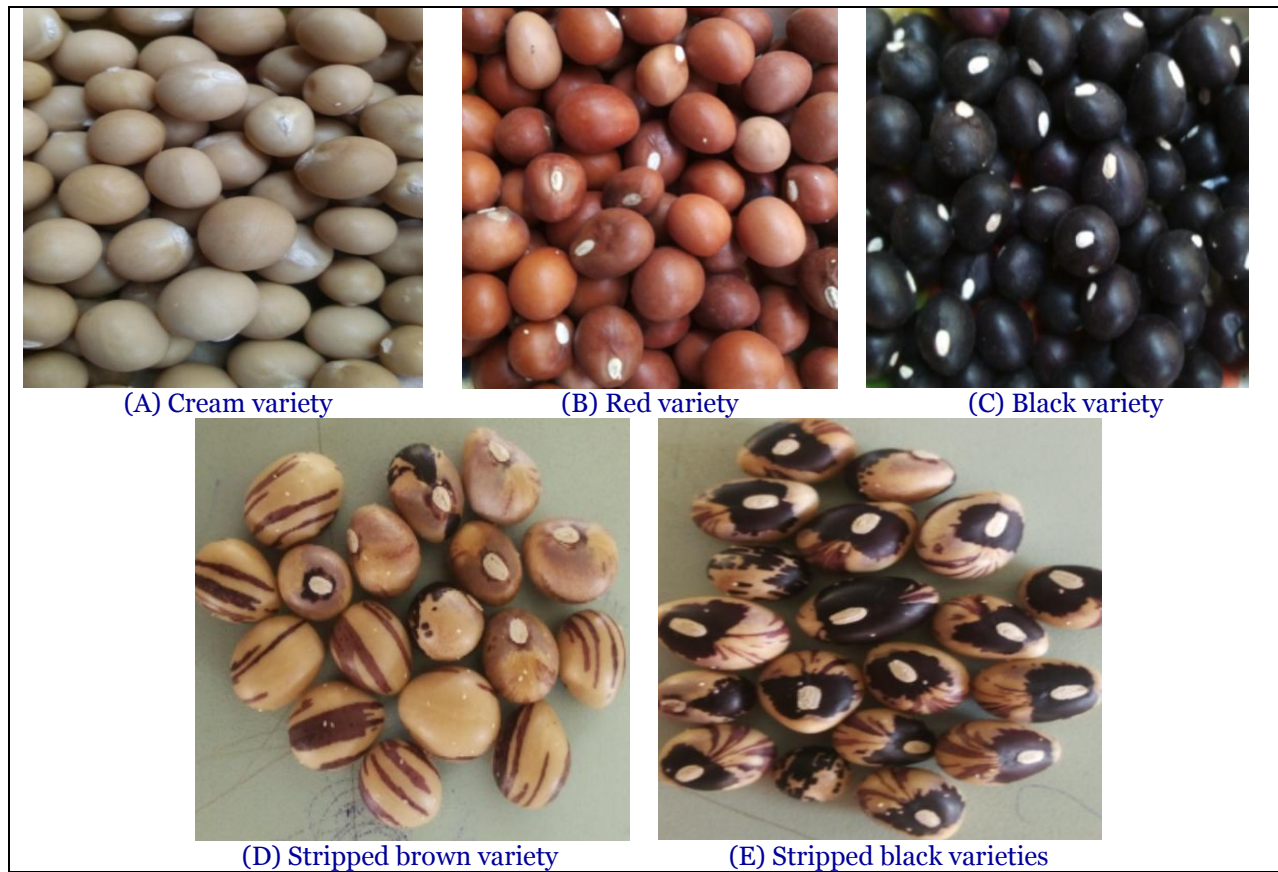 (A) Cream variety
(B) Red variety
(C) Black variety
(D) Stripped brown variety
(E) Stripped black varieties